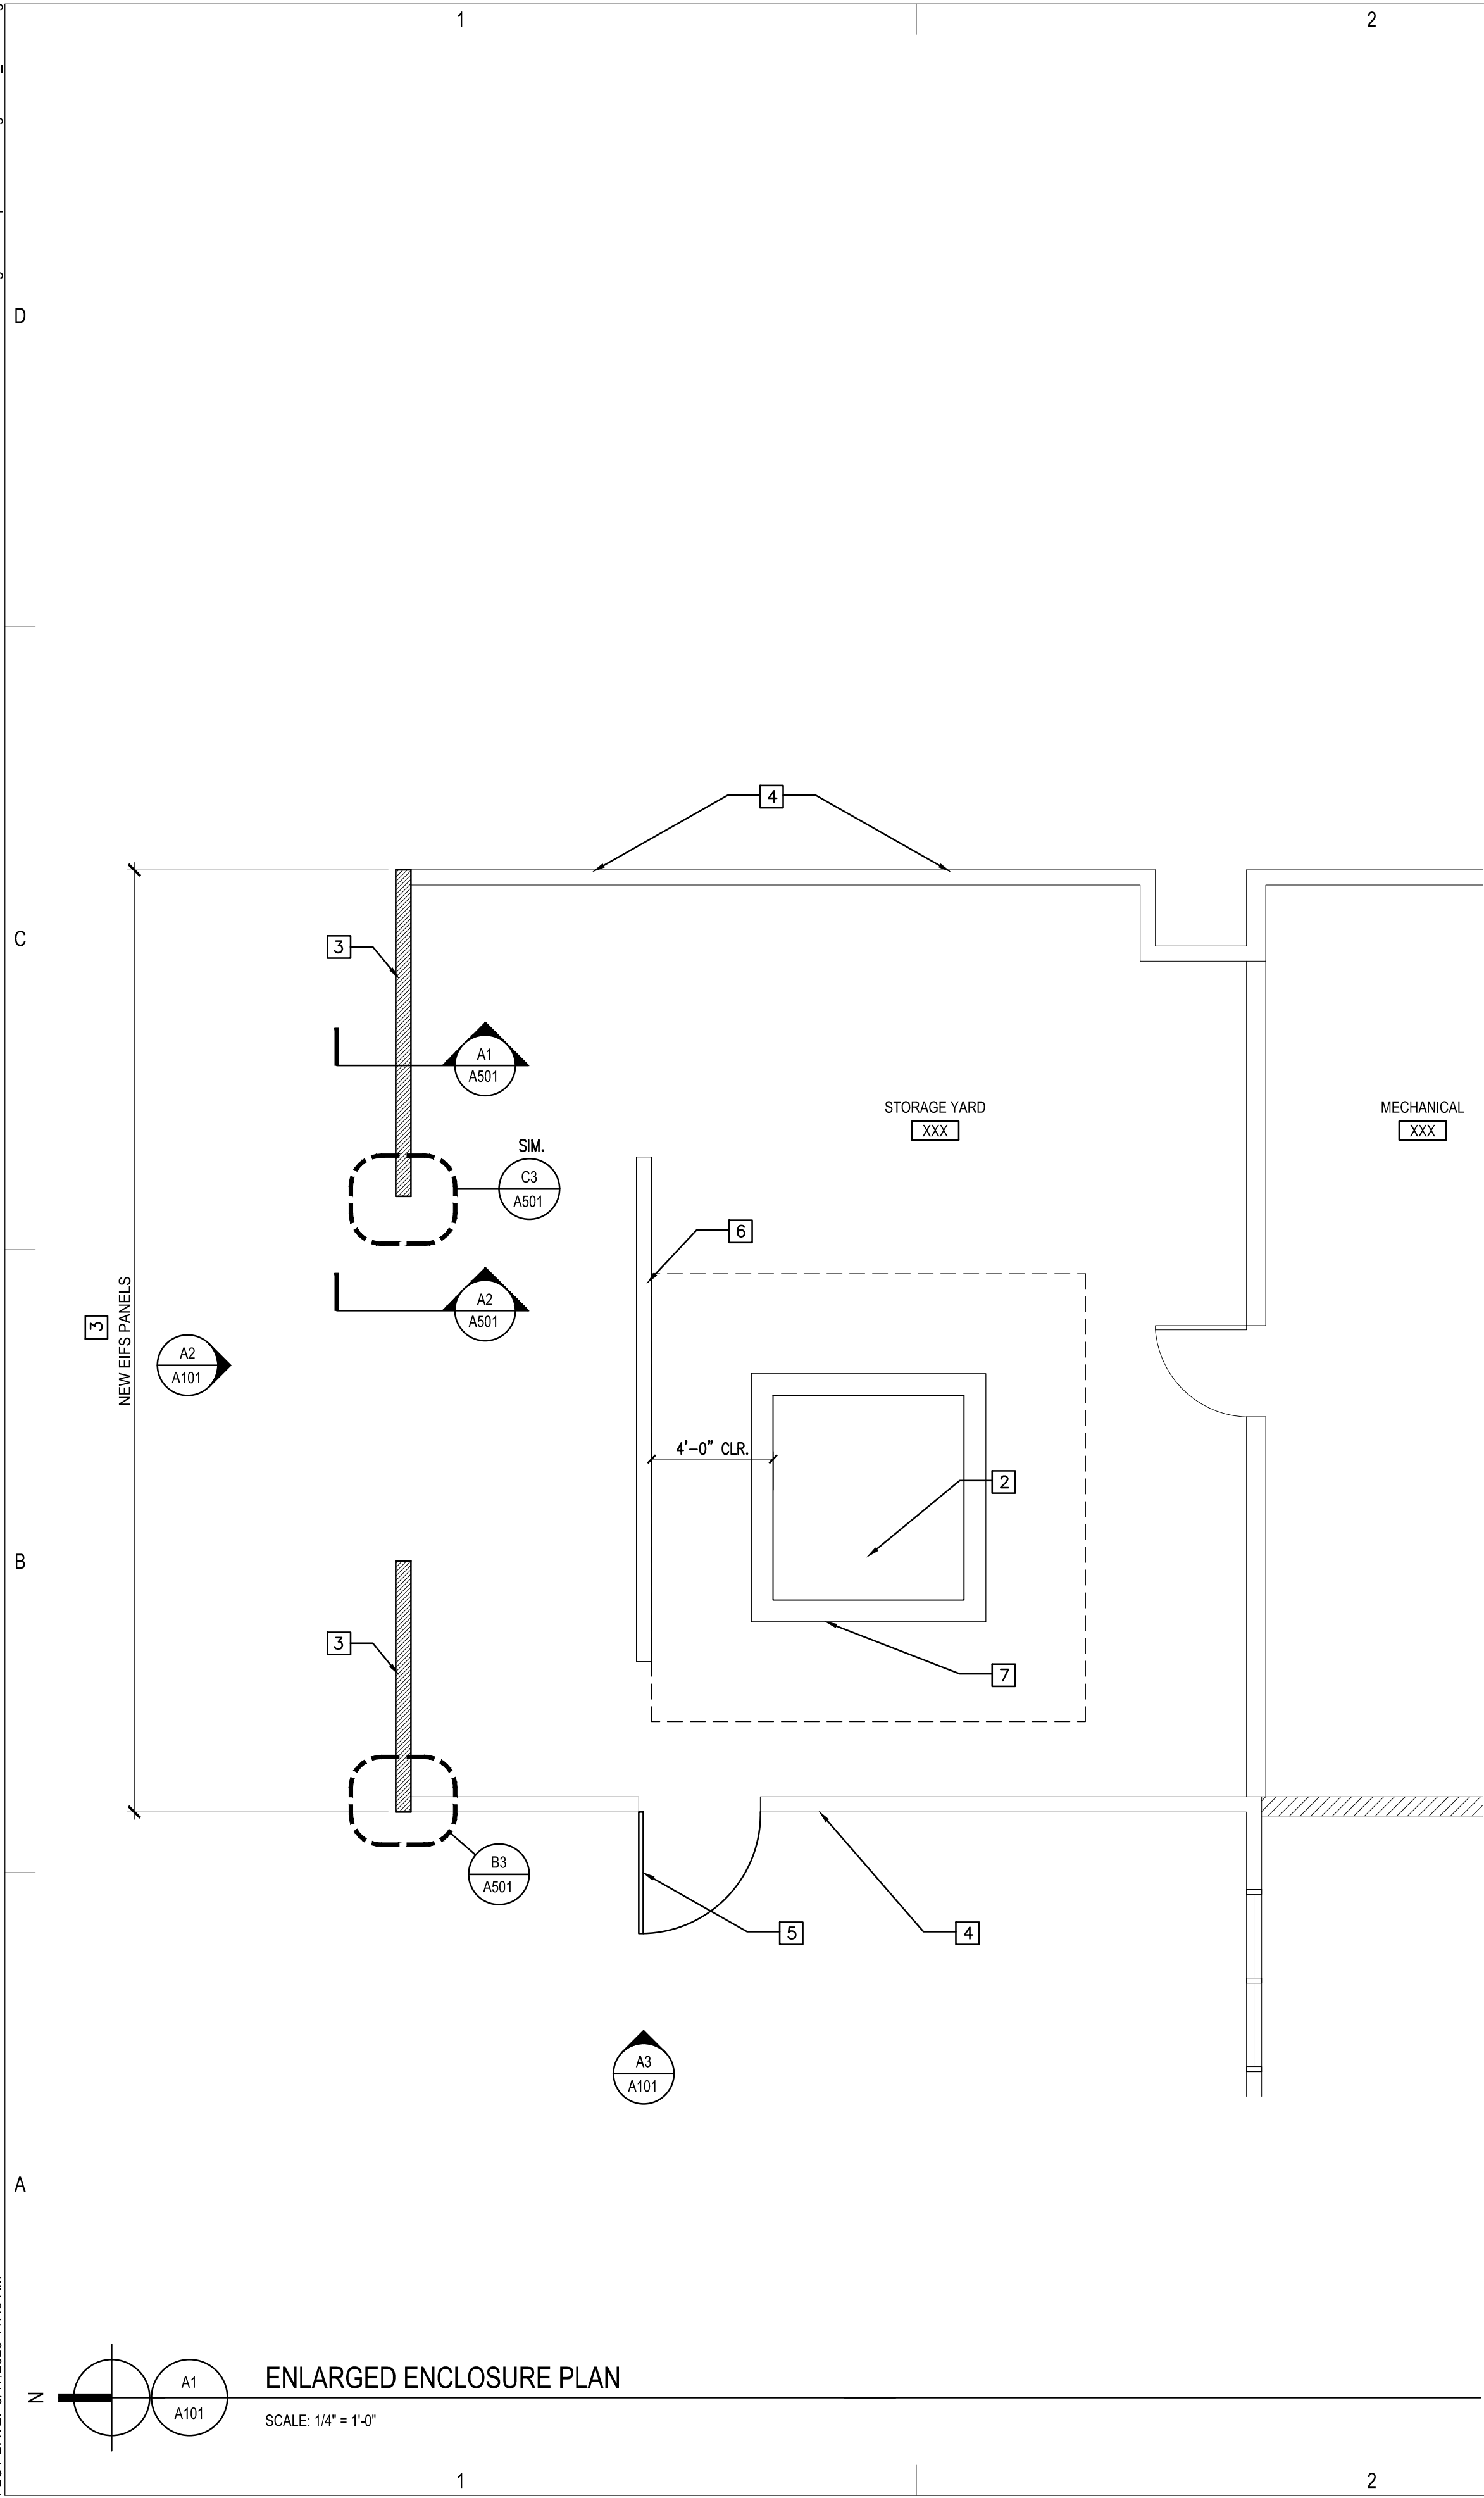 1
2
D
4
C
3
A1
A501
STORAGE YARD
XXX
MECHANICAL
XXX
SIM.
C3
A501
6
A2
A501
3
NEW EIFS PANELS
A2
A101
4'-0" CLR.
2
B
3
7
B3
A501
5
4
A3
A101
A
N
A1
A101
ENLARGED ENCLOSURE PLAN
SCALE: 1/4" = 1'-0"
1
2